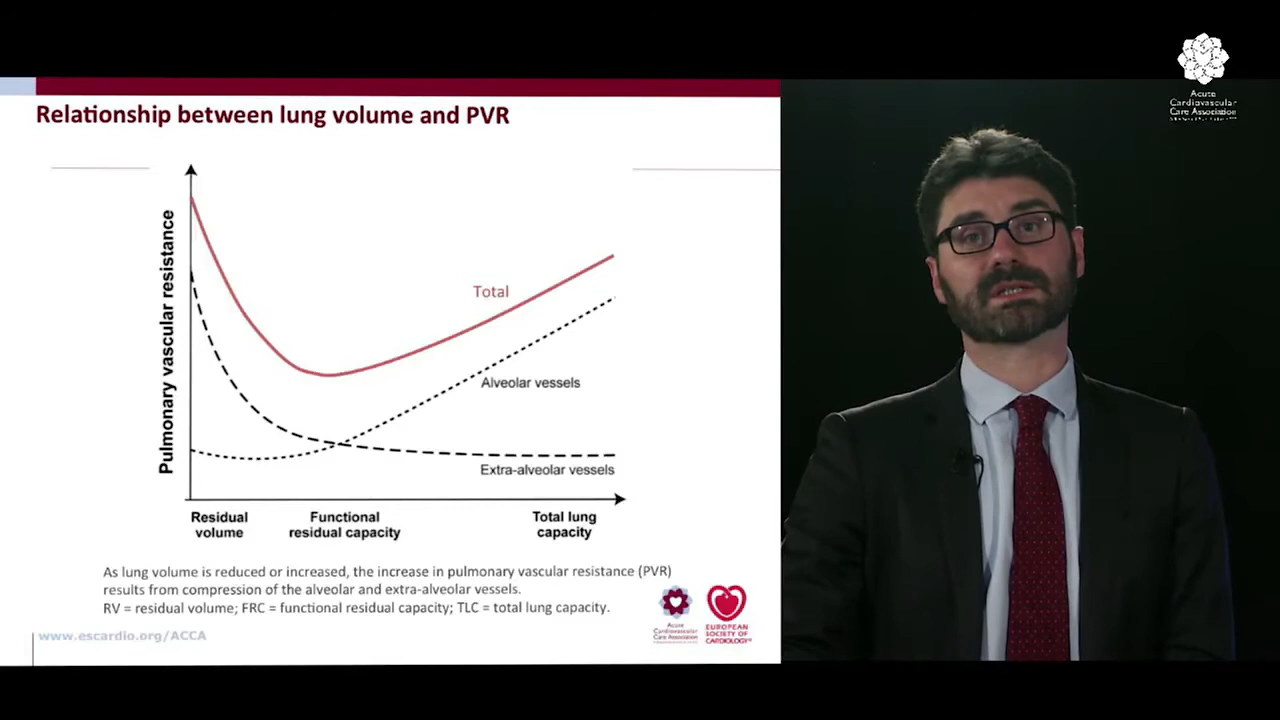 Acute
Cardiovascular
Care Association
Relationship between lung volume and PVR
Pulmonary vascular resistance
Total
Alveolar vessels
Extra-alveolar vessels
Residual
volume
Functional
residual capacity
Total lung
capacity
As lung volume is reduced or increased, the increase in pulmonary vascular resistance (PVR)
results from compression of the alveolar and extra-alveolar vessels.
RV = residual volume; FRC = functional residual capacity; TLC = total lung capacity.
www.escardio.org/ACCA
Acute
Cardiovascular
Care Association
EUROPEAN
SOCIETY OF
CARDIOLOGY®